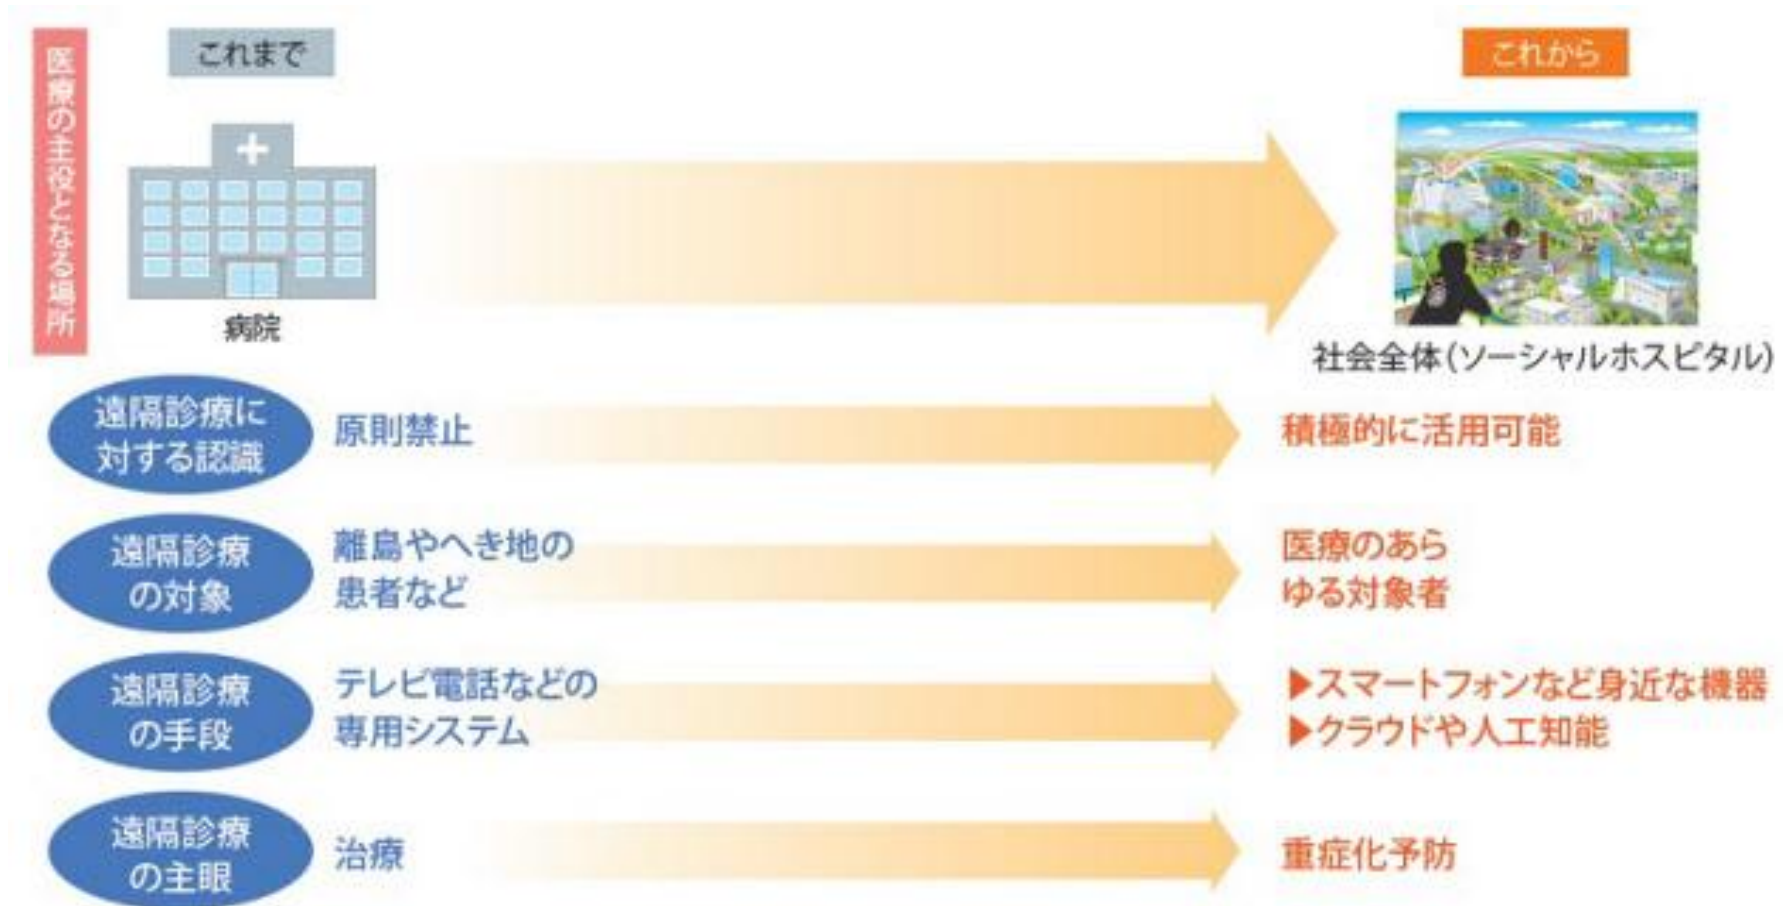 医療の主役となる場所
これまで
これから
病院
社会全体(ソーシャルホスピタル)
遠隔診療に
対する認識
原則禁止
積極的に活用可能
遠隔診療
の対象
離島やへき地の
患者など
医療のあら
ゆる対象者
遠隔診療
の手段
テレビ電話などの
専用システム
▶スマートフォンなど身近な機器
▶クラウドや人工知能
遠隔診療
の主眼
治療
重症化予防